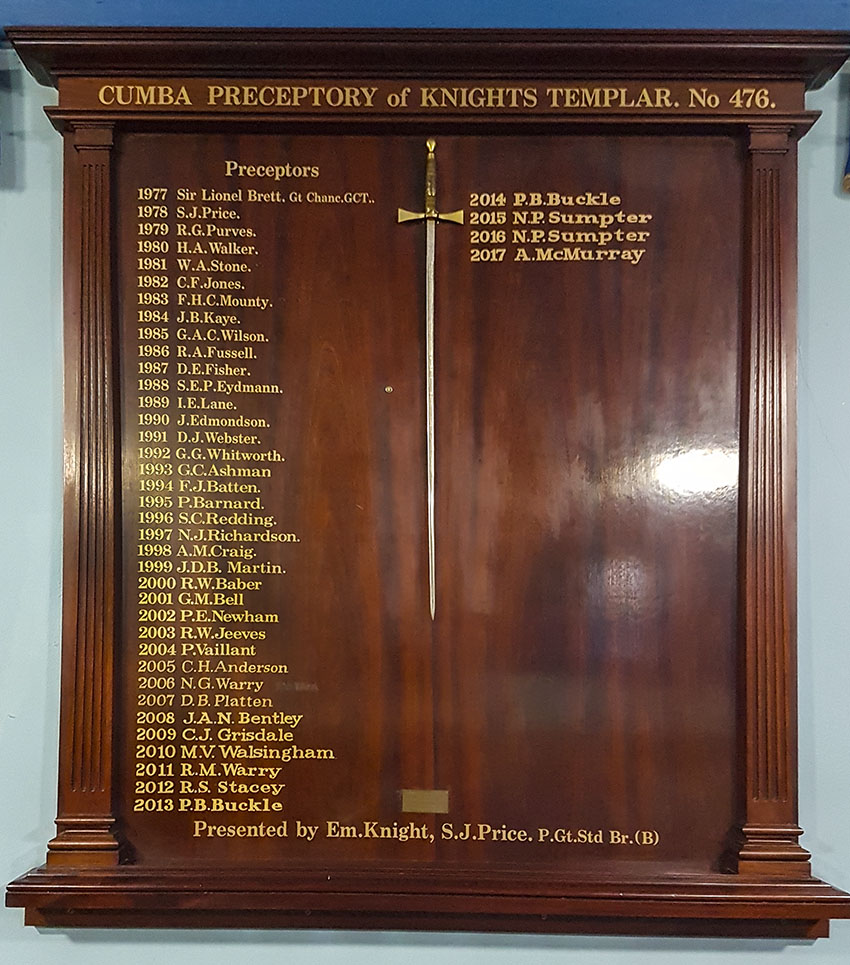 CUMBA PRECEPTORY of KNIGHTS TEMPLAR. No 476.
Preceptors
1977 Sir Lionel Brett. Gt Chanc.GCT..
1978 S.J.Price.
1979 R.G.Purves.
1980 H.A.Walker.
1981 W.A.Stone.
1982 C.F.Jones.
1983 F.H.C.Mounty.
1984 J.B.Kaye.
1985 G.A.C.Wilson.
1986 R.A.Fussell.
1987 D.E.Fisher.
1988 S.E.P.Eydmann.
1989 I.E.Lane.
1990 J.Edmondson.
1991 D.J.Webster.
1992 G.G.Whitworth.
1993 G.C.Ashman
1994 F.J.Batten.
1995 P.Barnard.
1996 S.C.Redding.
1997 N.J.Richardson.
1998 A.M.Craig.
1999 J.D.B. Martin.
2000 R.W.Baber
2001 G.M.Bell
2002 P.E.Newham
2003 R.W.Jeeves
2004 P.Vaillant
2005 C.H.Anderson
2006 N.G.Warry
2007 D.B.Platten
2008 J.A.N. Bentley
2009 C.J. Grisdale
2010 M.V. Walsingham
2011 R.M.Warry
2012 R.S. Stacey
2013 P.B.Buckle
2014 P.B.Buckle
2015 N.P.Sumpter
2016 N.P.Sumpter
2017 A.McMurray
Presented by Em.Knight, S.J.Price. P.Gt.Std Br.(B)